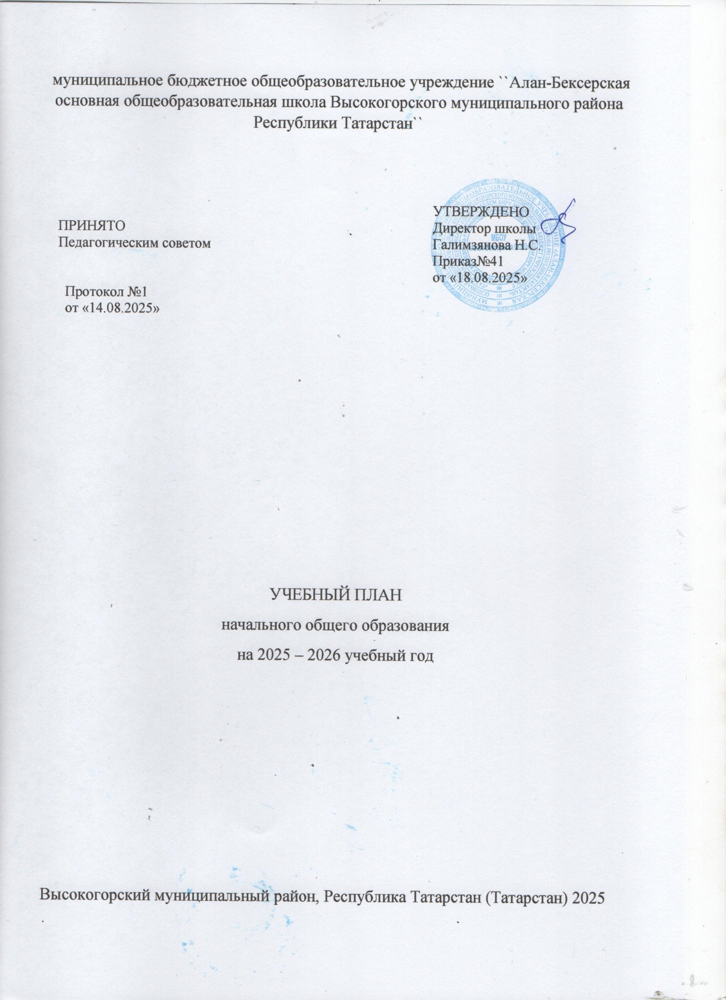 муниципальное бюджетное общеобразовательное учреждение ``Алан-Бексерская
основная общеобразовательная школа Высокогорского муниципального района
Республики Татарстан``
ПРИНЯТО
Педагогическим советом
Протокол №1
от «14.08.2025»
УТВЕРЖДЕНО
Директор школы
Галимзянова Н.С.
Приказ№41
от «18.08.2025»
МБОУ
УЧЕБНЫЙ ПЛАН
начального общего образования
на 2025 – 2026 учебный год
Высокогорский муниципальный район, Республика Татарстан (Татарстан) 2025